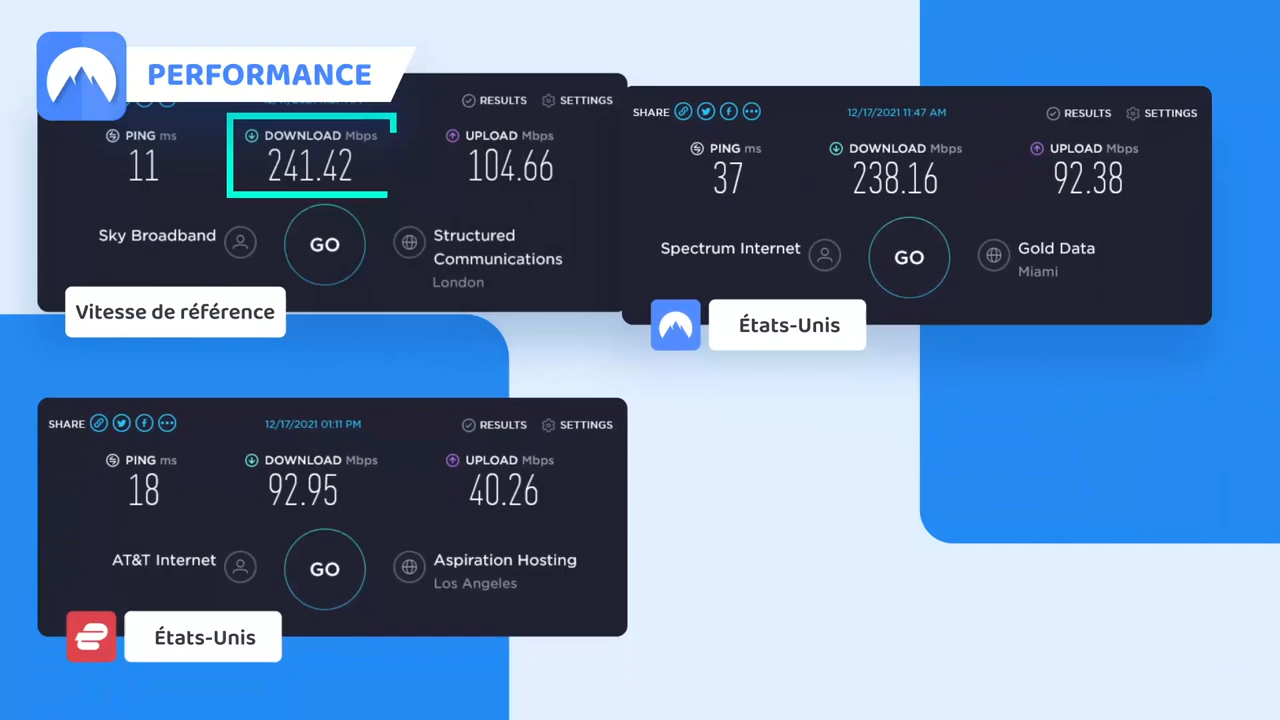 PERFORMANCE
RESULTS SETTINGS
PING ms DOWNLOAD Mbps UPLOAD Mbps
11 241.42 104.66
Sky Broadband GO Structured
Communications
London
Vitesse de référence
SHARE 12/17/2021 11:47 AM RESULTS SETTINGS
PING ms DOWNLOAD Mbps UPLOAD Mbps
37 238.16 92.38
Spectrum Internet GO Gold Data
Miami
États-Unis
SHARE 12/17/2021 01:11 PM RESULTS SETTINGS
PING ms DOWNLOAD Mbps UPLOAD Mbps
18 92.95 40.26
AT&T Internet GO Aspiration Hosting
Los Angeles
États-Unis